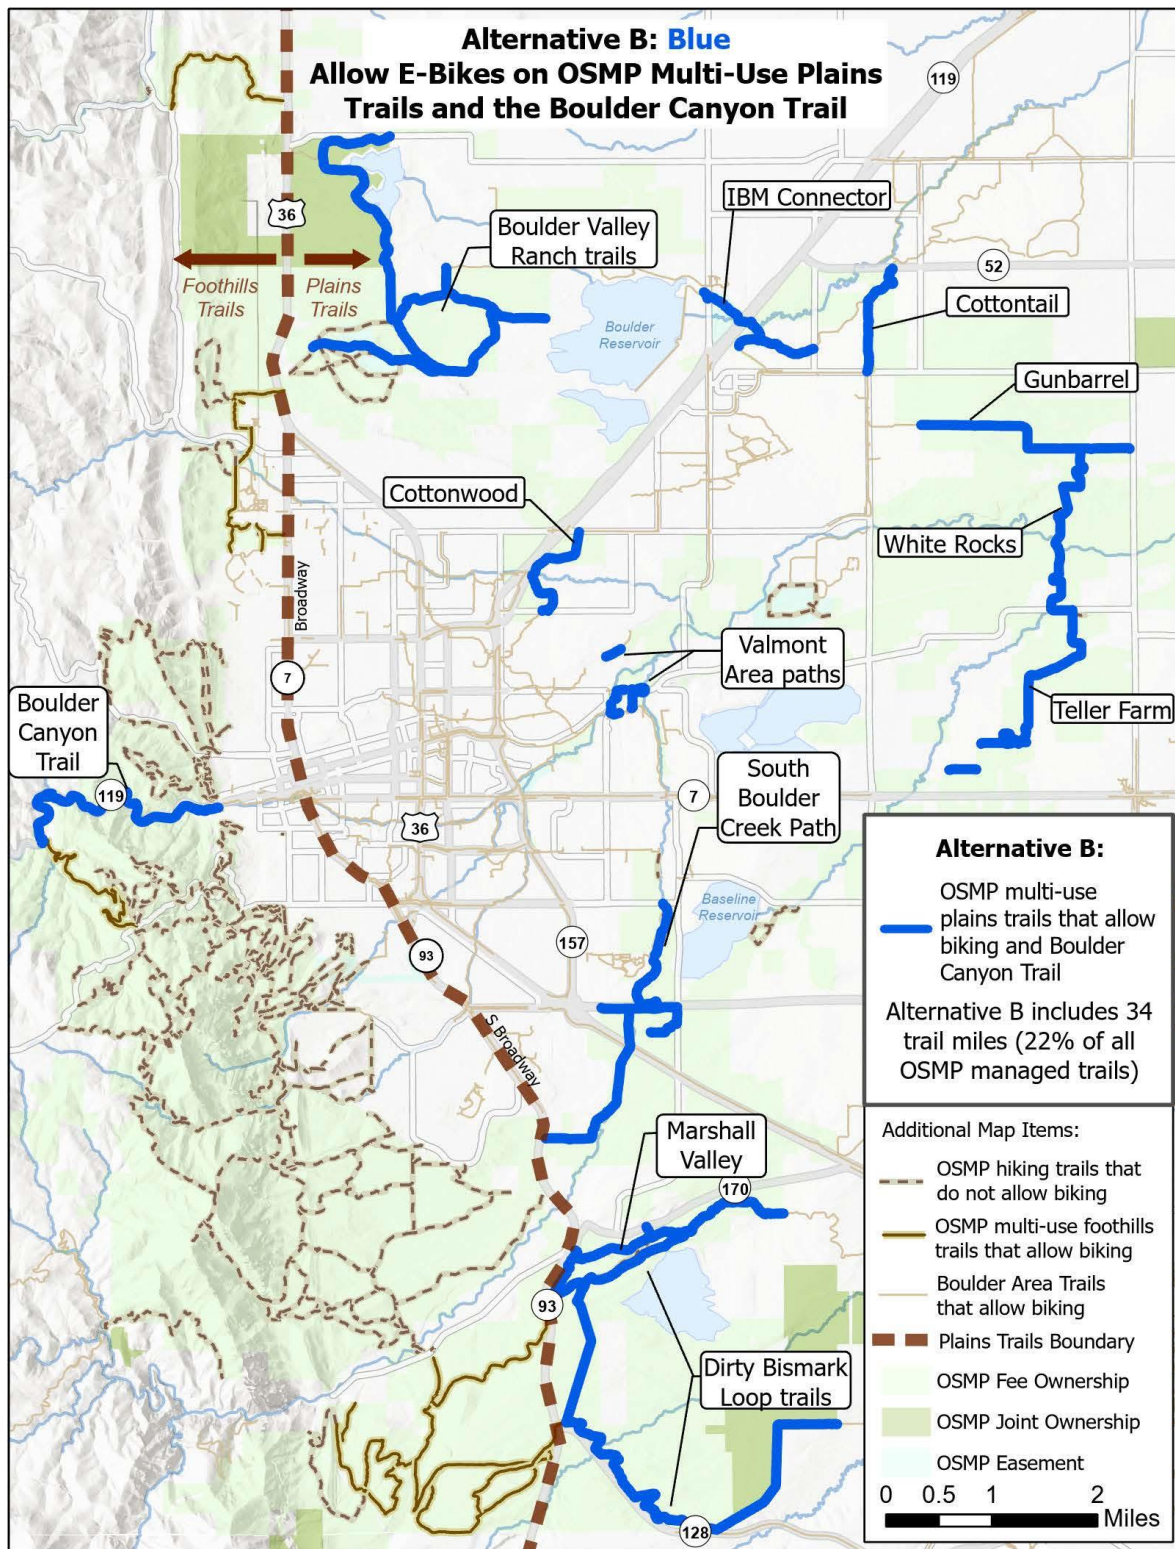 Alternative B: Blue
Allow E-Bikes on OSMP Multi-Use Plains
Trails and the Boulder Canyon Trail
119
36
Foothills
Trails
Plains
Trails
Boulder Valley
Ranch trails
IBM Connector
52
Cottontail
Boulder
Reservoir
Gunbarrel
Cottonwood
White Rocks
Broadway
7
Valmont
Area paths
Teller Farm
Boulder
Canyon
Trail
119
36
7
South
Boulder
Creek Path
Baseline
Reservoir
157
93
S Broadway
Marshall
Valley
170
93
Dirty Bismark
Loop trails
128
Alternative B:
OSMP multi-use
plains trails that allow
biking and Boulder
Canyon Trail
Alternative B includes 34
trail miles (22% of all
OSMP managed trails)
Additional Map Items:
OSMP hiking trails that
do not allow biking
OSMP multi-use foothills
trails that allow biking
Boulder Area Trails
that allow biking
Plains Trails Boundary
OSMP Fee Ownership
OSMP Joint Ownership
OSMP Easement
0 0.5 1 2
Miles